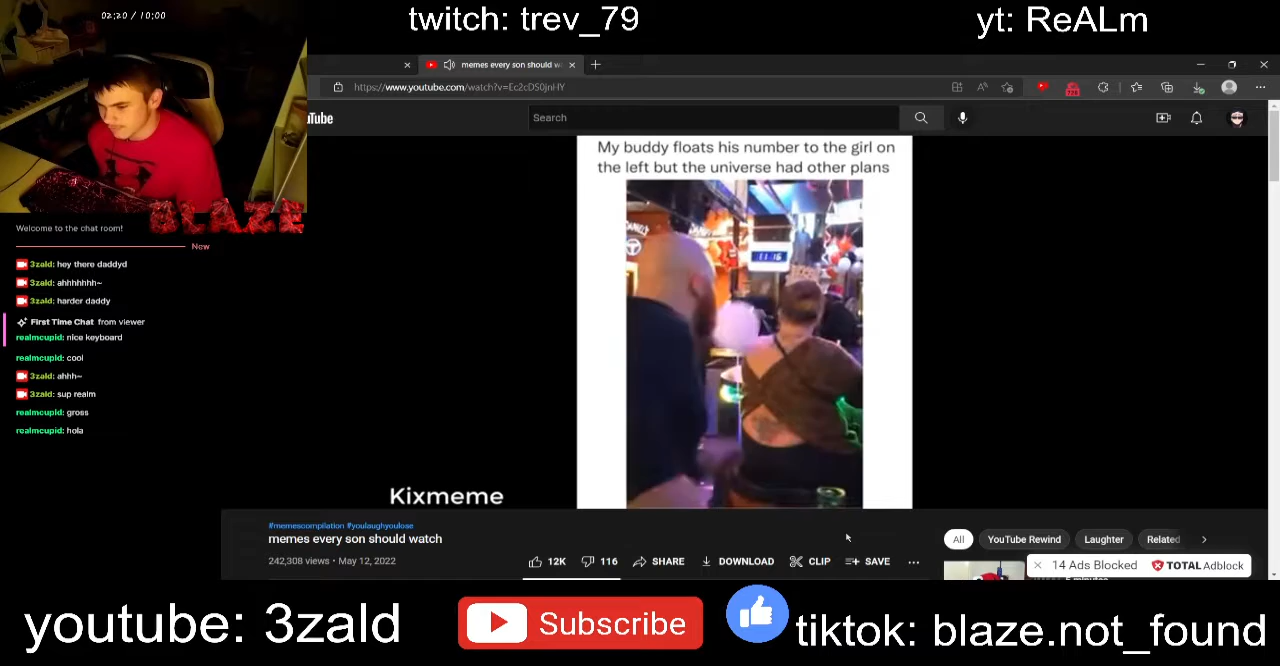 02:20 / 10:00
twitch: trev_79
yt: ReALm
memes every son should w
https://www.youtube.com/watch?v=Ec2cDS0jnHY
uTube
Search
My buddy floats his number to the girl on
the left but the universe had other plans
11:16
BLAZE
Welcome to the chat room!
New
3zald: hey there daddyd
3zald: ahhhhhhh~
3zald: harder daddy
First Time Chat from viewer
realmcupid: nice keyboard
realmcupid: cool
3zald: ahhh~
3zald: sup realm
realmcupid: gross
realmcupid: hola
Kixmeme
#memescompilation #youlaughyoulose
memes every son should watch
242,308 views • May 12, 2022
12K
116
SHARE
DOWNLOAD
CLIP
SAVE
All
YouTube Rewind
Laughter
Related
14 Ads Blocked
TOTAL Adblock
youtube: 3zald
Subscribe
tiktok: blaze.not_found